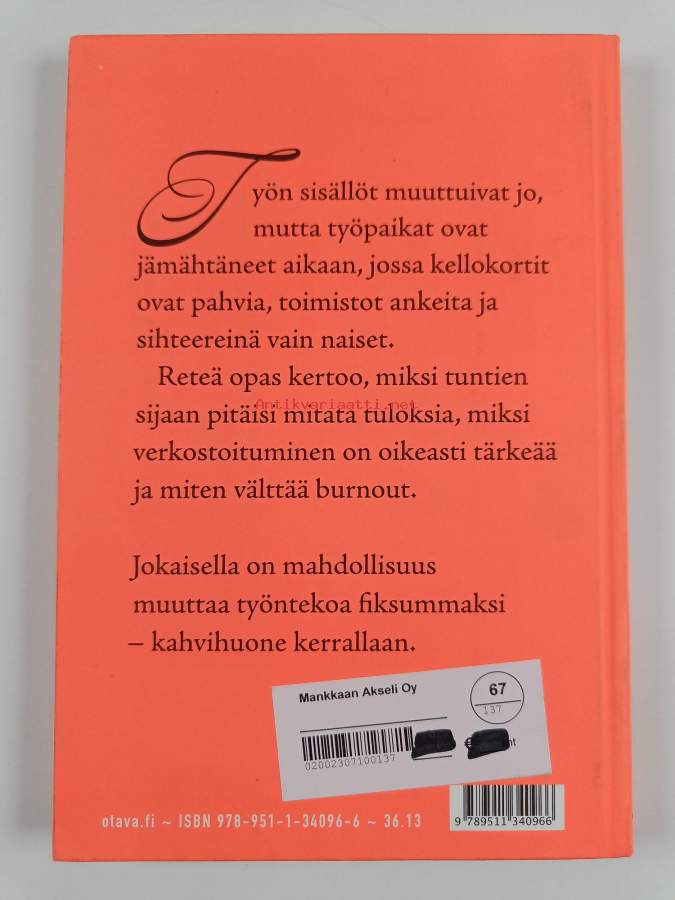 Työn sisällöt muuttuivat jo,
mutta työpaikat ovat
jämähtäneet aikaan, jossa kellokortit
ovat pahvia, toimistot ankeita ja
sihteereinä vain naiset.
Reteä opas kertoo, miksi tuntien
sijaan pitäisi mitata tuloksia, miksi
Antikvariaatti.net
verkostoituminen on oikeasti tärkeää
ja miten välttää burnout.
Jokaisella on mahdollisuus
muuttaa työntekoa fiksummaksi
– kahvihuone kerrallaan.
Mankkaan Akseli Oy
67
137
02002307100137
otava.fi ~ ISBN 978-951-1-34096-6 ~ 36.13
9 789511 340966